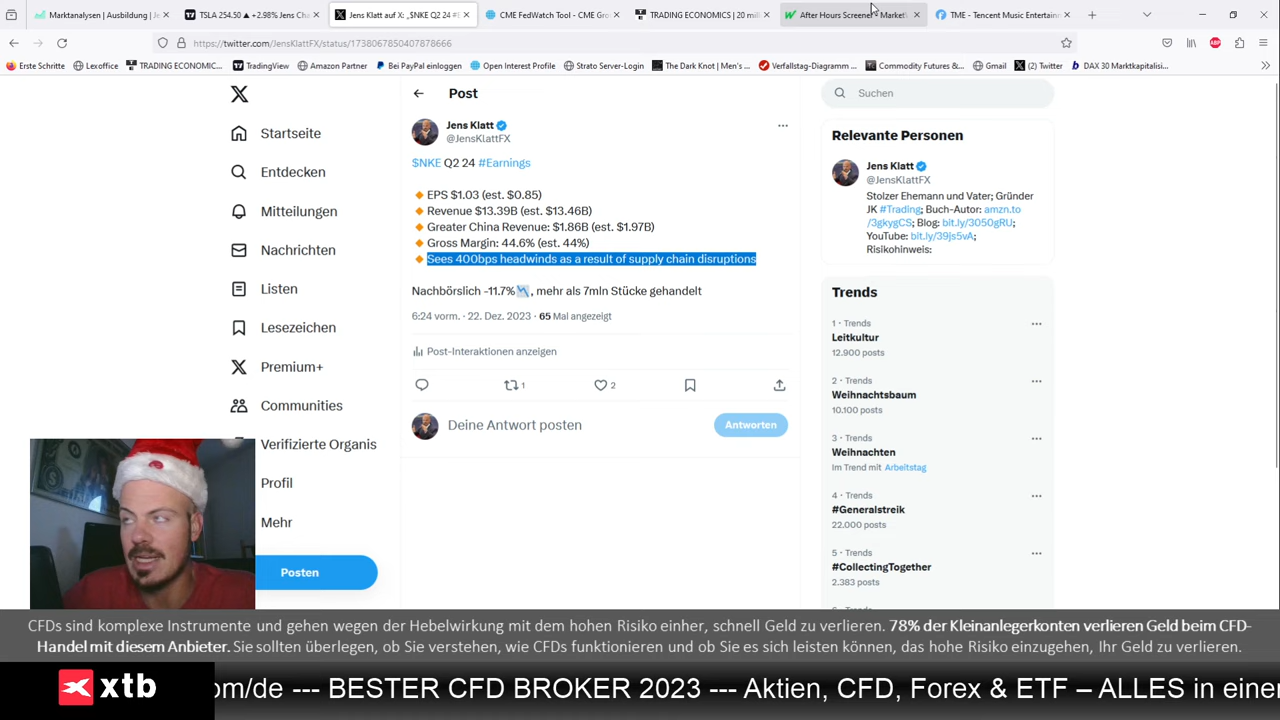 Marktanalysen | Ausbildung | Jens
TSLA 254.50 ▲ +2.98% Jens Cha
Jens Klatt auf X: „$NKE Q2 24 #E
CME FedWatch Tool - CME Gro
TRADING ECONOMICS | 20 mill
After Hours Screener - Market
TME - Tencent Music Entertainm
https://twitter.com/JensKlattFX/status/1738067850407878666
Erste Schritte Lexoffice TRADING ECONOMIC... TradingView Amazon Partner Bei PayPal einloggen Open Interest Profile Strato Server-Login The Dark Knot | Men's ... Verfallstag-Diagramm ... Commodity Futures &... Gmail (2) Twitter DAX 30 Marktkapitalisi...
Post
Suchen
Startseite
Entdecken
Mitteilungen
Nachrichten
Listen
Lesezeichen
Premium+
Communities
Verifizierte Organis
Profil
Mehr
Posten
Jens Klatt
@JensKlattFX
$NKE Q2 24 #Earnings
EPS $1.03 (est. $0.85)
Revenue $13.39B (est. $13.46B)
Greater China Revenue: $1.86B (est. $1.97B)
Gross Margin: 44.6% (est. 44%)
Sees 400bps headwinds as a result of supply chain disruptions
Nachbörslich -11.7%📉, mehr als 7mln Stücke gehandelt
6:24 vorm. · 22. Dez. 2023 · 65 Mal angezeigt
Post-Interaktionen anzeigen
1 2
Deine Antwort posten
Antworten
Relevante Personen
Jens Klatt
@JensKlattFX
Stolzer Ehemann und Vater; Gründer
JK #Trading; Buch-Autor: amzn.to
/3gkygCS; Blog: bit.ly/3050gRU;
YouTube: bit.ly/39js5vA;
Risikohinweis:
Trends
1 · Trends
Leitkultur
12.900 posts
2 · Trends
Weihnachtsbaum
10.100 posts
3 · Trends
Weihnachten
Im Trend mit Arbeitstag
4 · Trends
#Generalstreik
22.000 posts
5 · Trends
#CollectingTogether
2.383 posts
CFDs sind komplexe Instrumente und gehen wegen der Hebelwirkung mit dem hohen Risiko einher, schnell Geld zu verlieren. 78% der Kleinanlegerkonten verlieren Geld beim CFD-
Handel mit diesem Anbieter. Sie sollten überlegen, ob Sie verstehen, wie CFDs funktionieren und ob Sie es sich leisten können, das hohe Risiko einzugehen, Ihr Geld zu verlieren.
xtb
om/de --- BESTER CFD BROKER 2023 --- Aktien, CFD, Forex & ETF – ALLES in einer